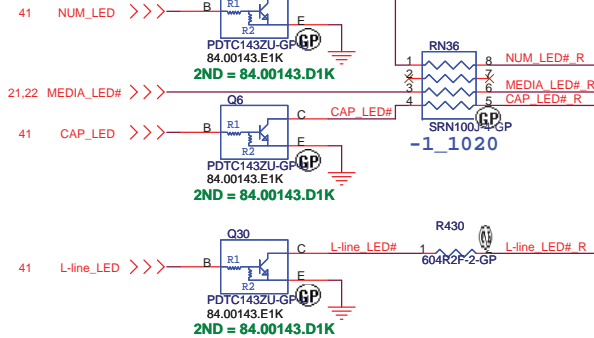 41 NUM_LED
B
R1
R2
E
GP
PDTC143ZU-GP
84.00143.E1K
2ND = 84.00143.D1K
RN36
1 8 NUM_LED#_R
2 7
21,22 MEDIA_LED# 3 6 MEDIA_LED#_R
4 5 CAP_LED#_R
GP
SRN100J-4-GP
-1_1020
Q6
C CAP_LED#
41 CAP_LED
B
R1
R2
E
GP
PDTC143ZU-GP
84.00143.E1K
2ND = 84.00143.D1K
Q30
R430
C L-line_LED# 1 2 L-line_LED#_R
604R2F-2-GP
41 L-line_LED
B
R1
R2
E
GP
PDTC143ZU-GP
84.00143.E1K
2ND = 84.00143.D1K